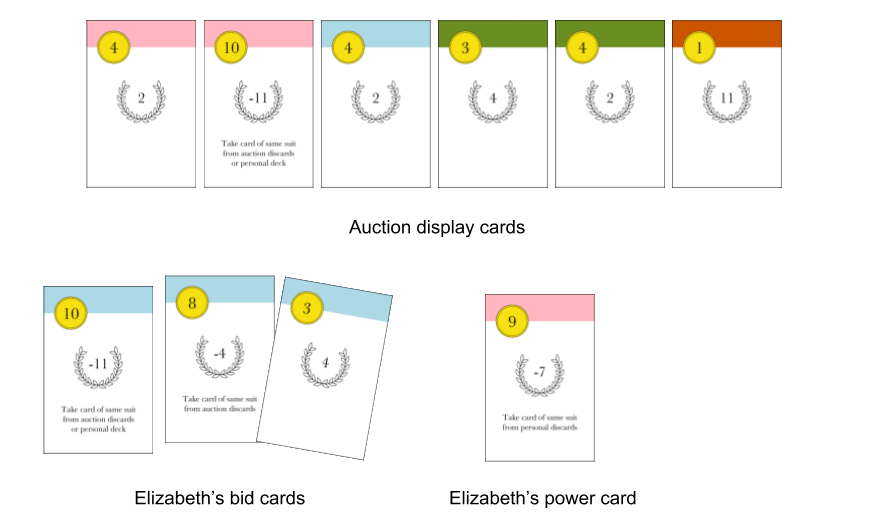 4
2
10
-11
Take card of same suit
from auction discards
or personal deck
4
2
3
4
4
2
1
11
Auction display cards
10
-11
Take card of same suit
from auction discards
or personal deck
8
-4
Take card of same suit
from auction discards
3
4
9
-7
Take card of same suit
from personal discards
Elizabeth's bid cards
Elizabeth's power card